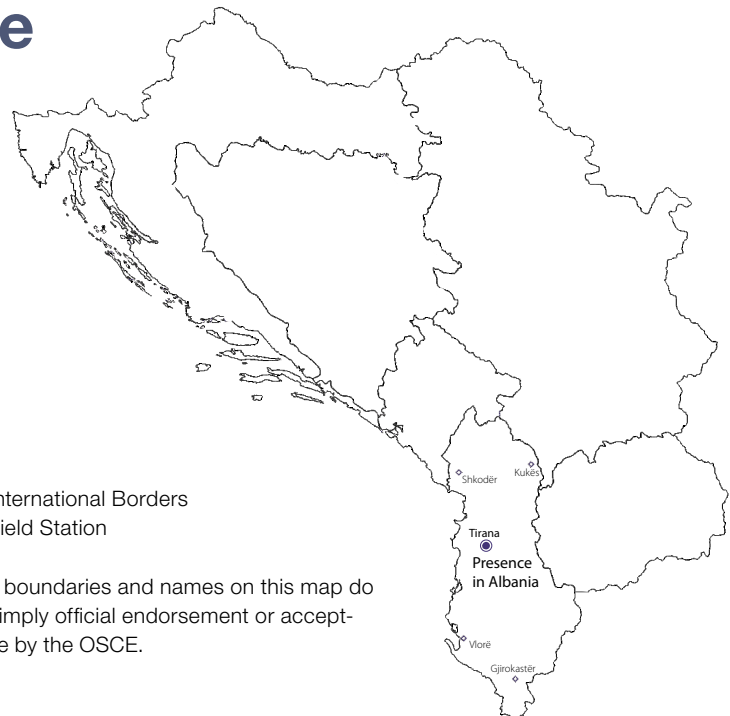 e
Shkodër
Kukës
nternational Borders
ield Station
Tirana
Presence
in Albania
boundaries and names on this map do
imply official endorsement or accept-
e by the OSCE.
Vlorë
Gjirokastër